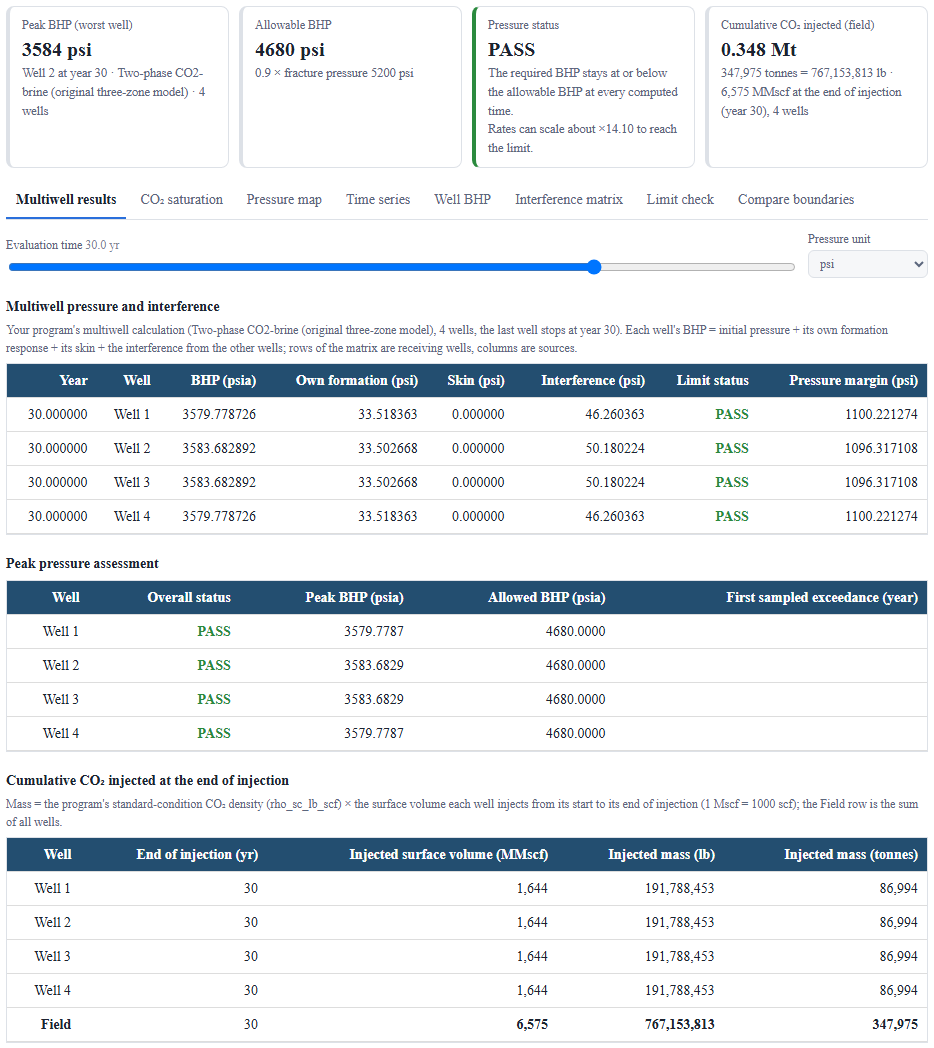 Peak BHP (worst well)
3584 psi
Well 2 at year 30 · Two-phase CO2-
brine (original three-zone model) · 4
wells
Allowable BHP
4680 psi
0.9 × fracture pressure 5200 psi
Pressure status
PASS
The required BHP stays at or below
the allowable BHP at every computed
time.
Rates can scale about ×14.10 to reach
the limit.
Cumulative CO₂ injected (field)
0.348 Mt
347,975 tonnes = 767,153,813 lb ·
6,575 MMscf at the end of injection
(year 30), 4 wells
Multiwell results CO₂ saturation Pressure map Time series Well BHP Interference matrix Limit check Compare boundaries
Evaluation time 30.0 yr
Pressure unit
psi
Multiwell pressure and interference
Your program's multiwell calculation (Two-phase CO2-brine (original three-zone model), 4 wells, the last well stops at year 30). Each well's BHP = initial pressure + its own formation
response + its skin + the interference from the other wells; rows of the matrix are receiving wells, columns are sources.
Year Well BHP (psia) Own formation (psi) Skin (psi) Interference (psi) Limit status Pressure margin (psi)
30.000000 Well 1 3579.778726 33.518363 0.000000 46.260363 PASS 1100.221274
30.000000 Well 2 3583.682892 33.502668 0.000000 50.180224 PASS 1096.317108
30.000000 Well 3 3583.682892 33.502668 0.000000 50.180224 PASS 1096.317108
30.000000 Well 4 3579.778726 33.518363 0.000000 46.260363 PASS 1100.221274
Peak pressure assessment
Well Overall status Peak BHP (psia) Allowed BHP (psia) First sampled exceedance (year)
Well 1 PASS 3579.7787 4680.0000
Well 2 PASS 3583.6829 4680.0000
Well 3 PASS 3583.6829 4680.0000
Well 4 PASS 3579.7787 4680.0000
Cumulative CO₂ injected at the end of injection
Mass = the program's standard-condition CO₂ density (rho_sc_lb_scf) × the surface volume each well injects from its start to its end of injection (1 Mscf = 1000 scf); the Field row is the sum
of all wells.
Well End of injection (yr) Injected surface volume (MMscf) Injected mass (lb) Injected mass (tonnes)
Well 1 30 1,644 191,788,453 86,994
Well 2 30 1,644 191,788,453 86,994
Well 3 30 1,644 191,788,453 86,994
Well 4 30 1,644 191,788,453 86,994
Field 30 6,575 767,153,813 347,975